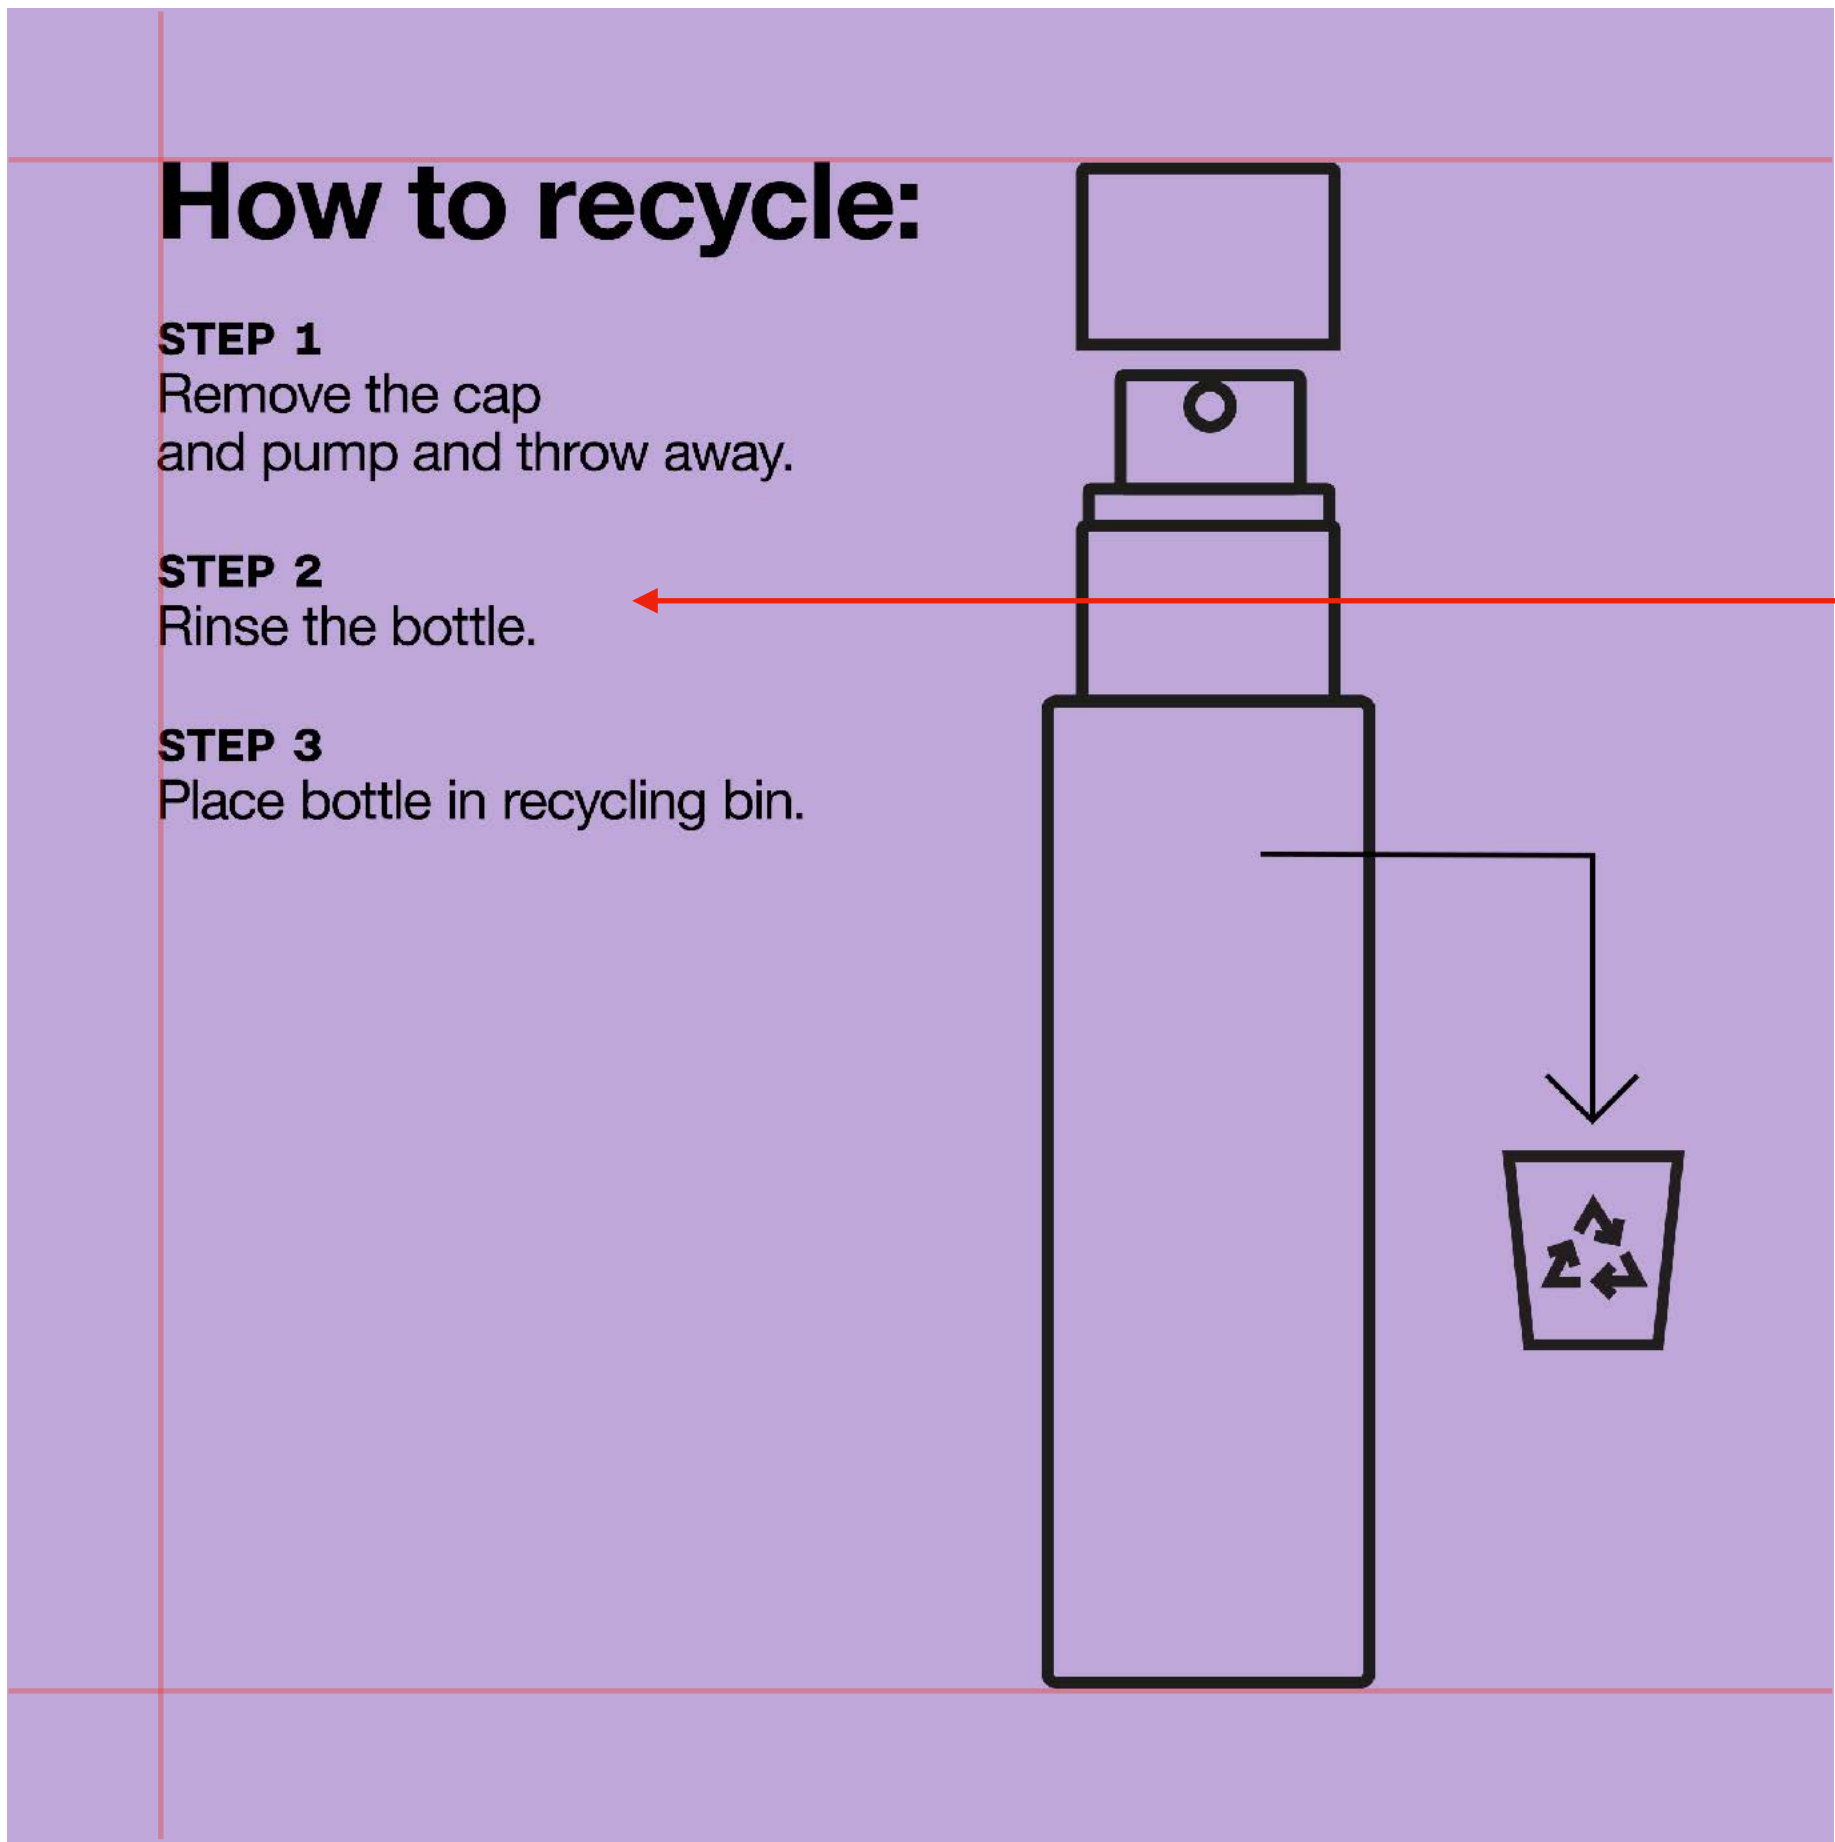 How to recycle:
STEP 1
Remove the cap
and pump and throw away.
STEP 2
Rinse the bottle.
STEP 3
Place bottle in recycling bin.